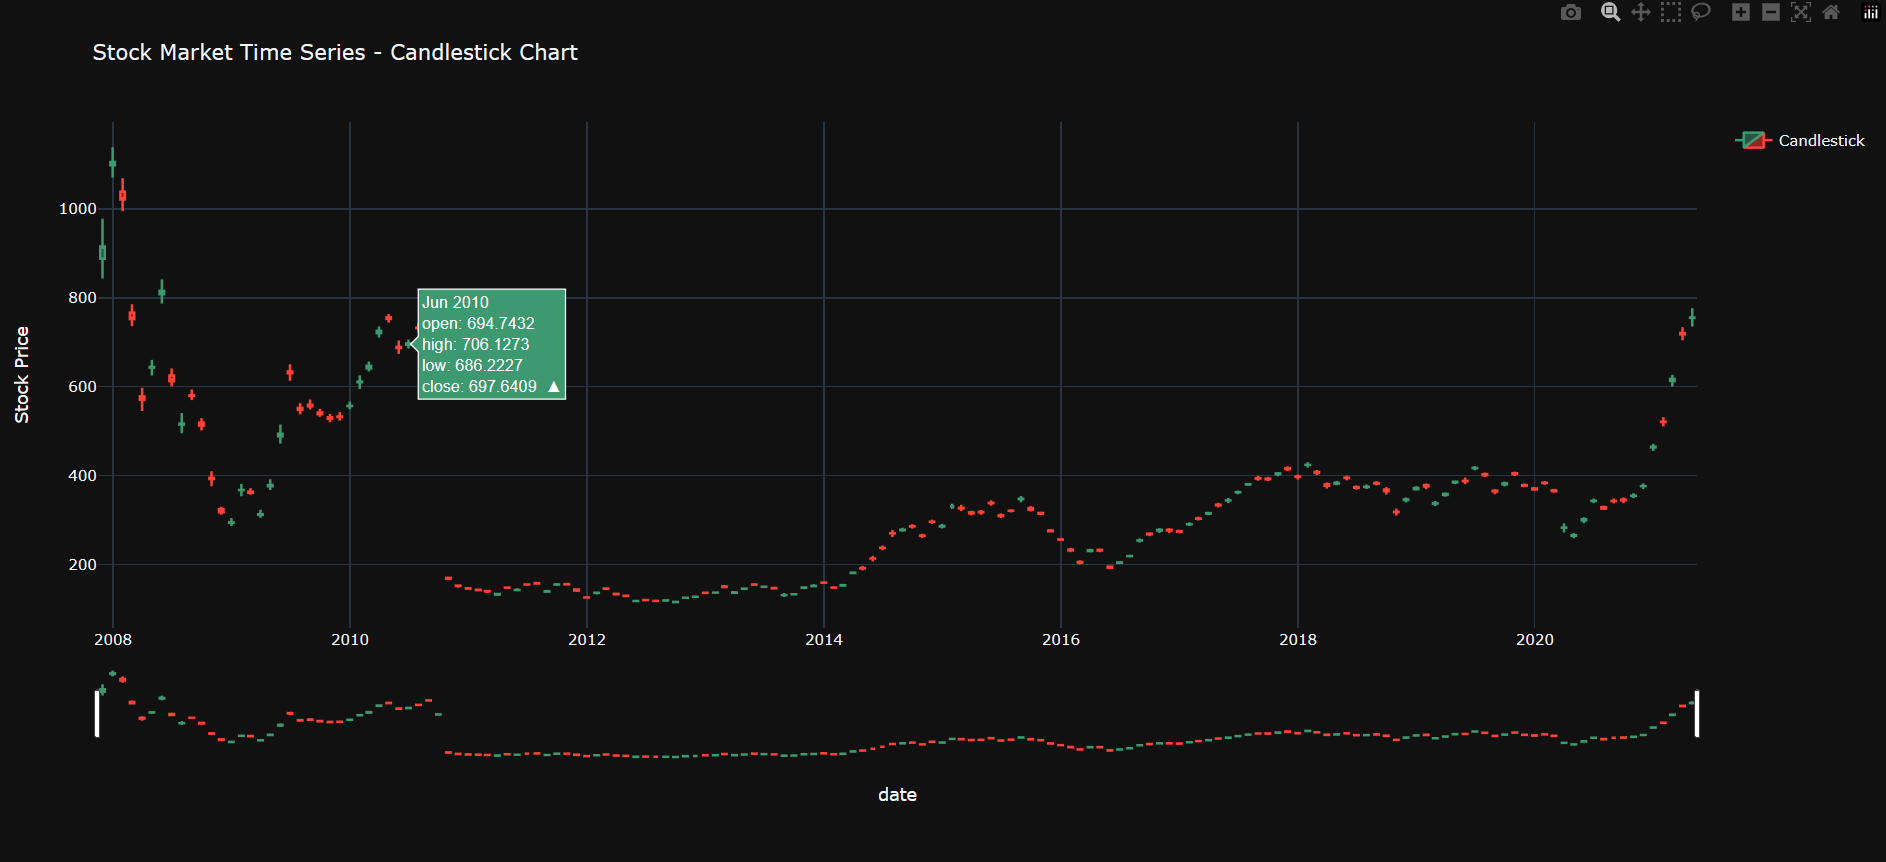 Stock Market Time Series - Candlestick Chart
Candlestick
Stock Price
1000
800
600
400
200
Jun 2010
open: 694.7432
high: 706.1273
low: 686.2227
close: 697.6409 ▲
2008 2010 2012 2014 2016 2018 2020
date